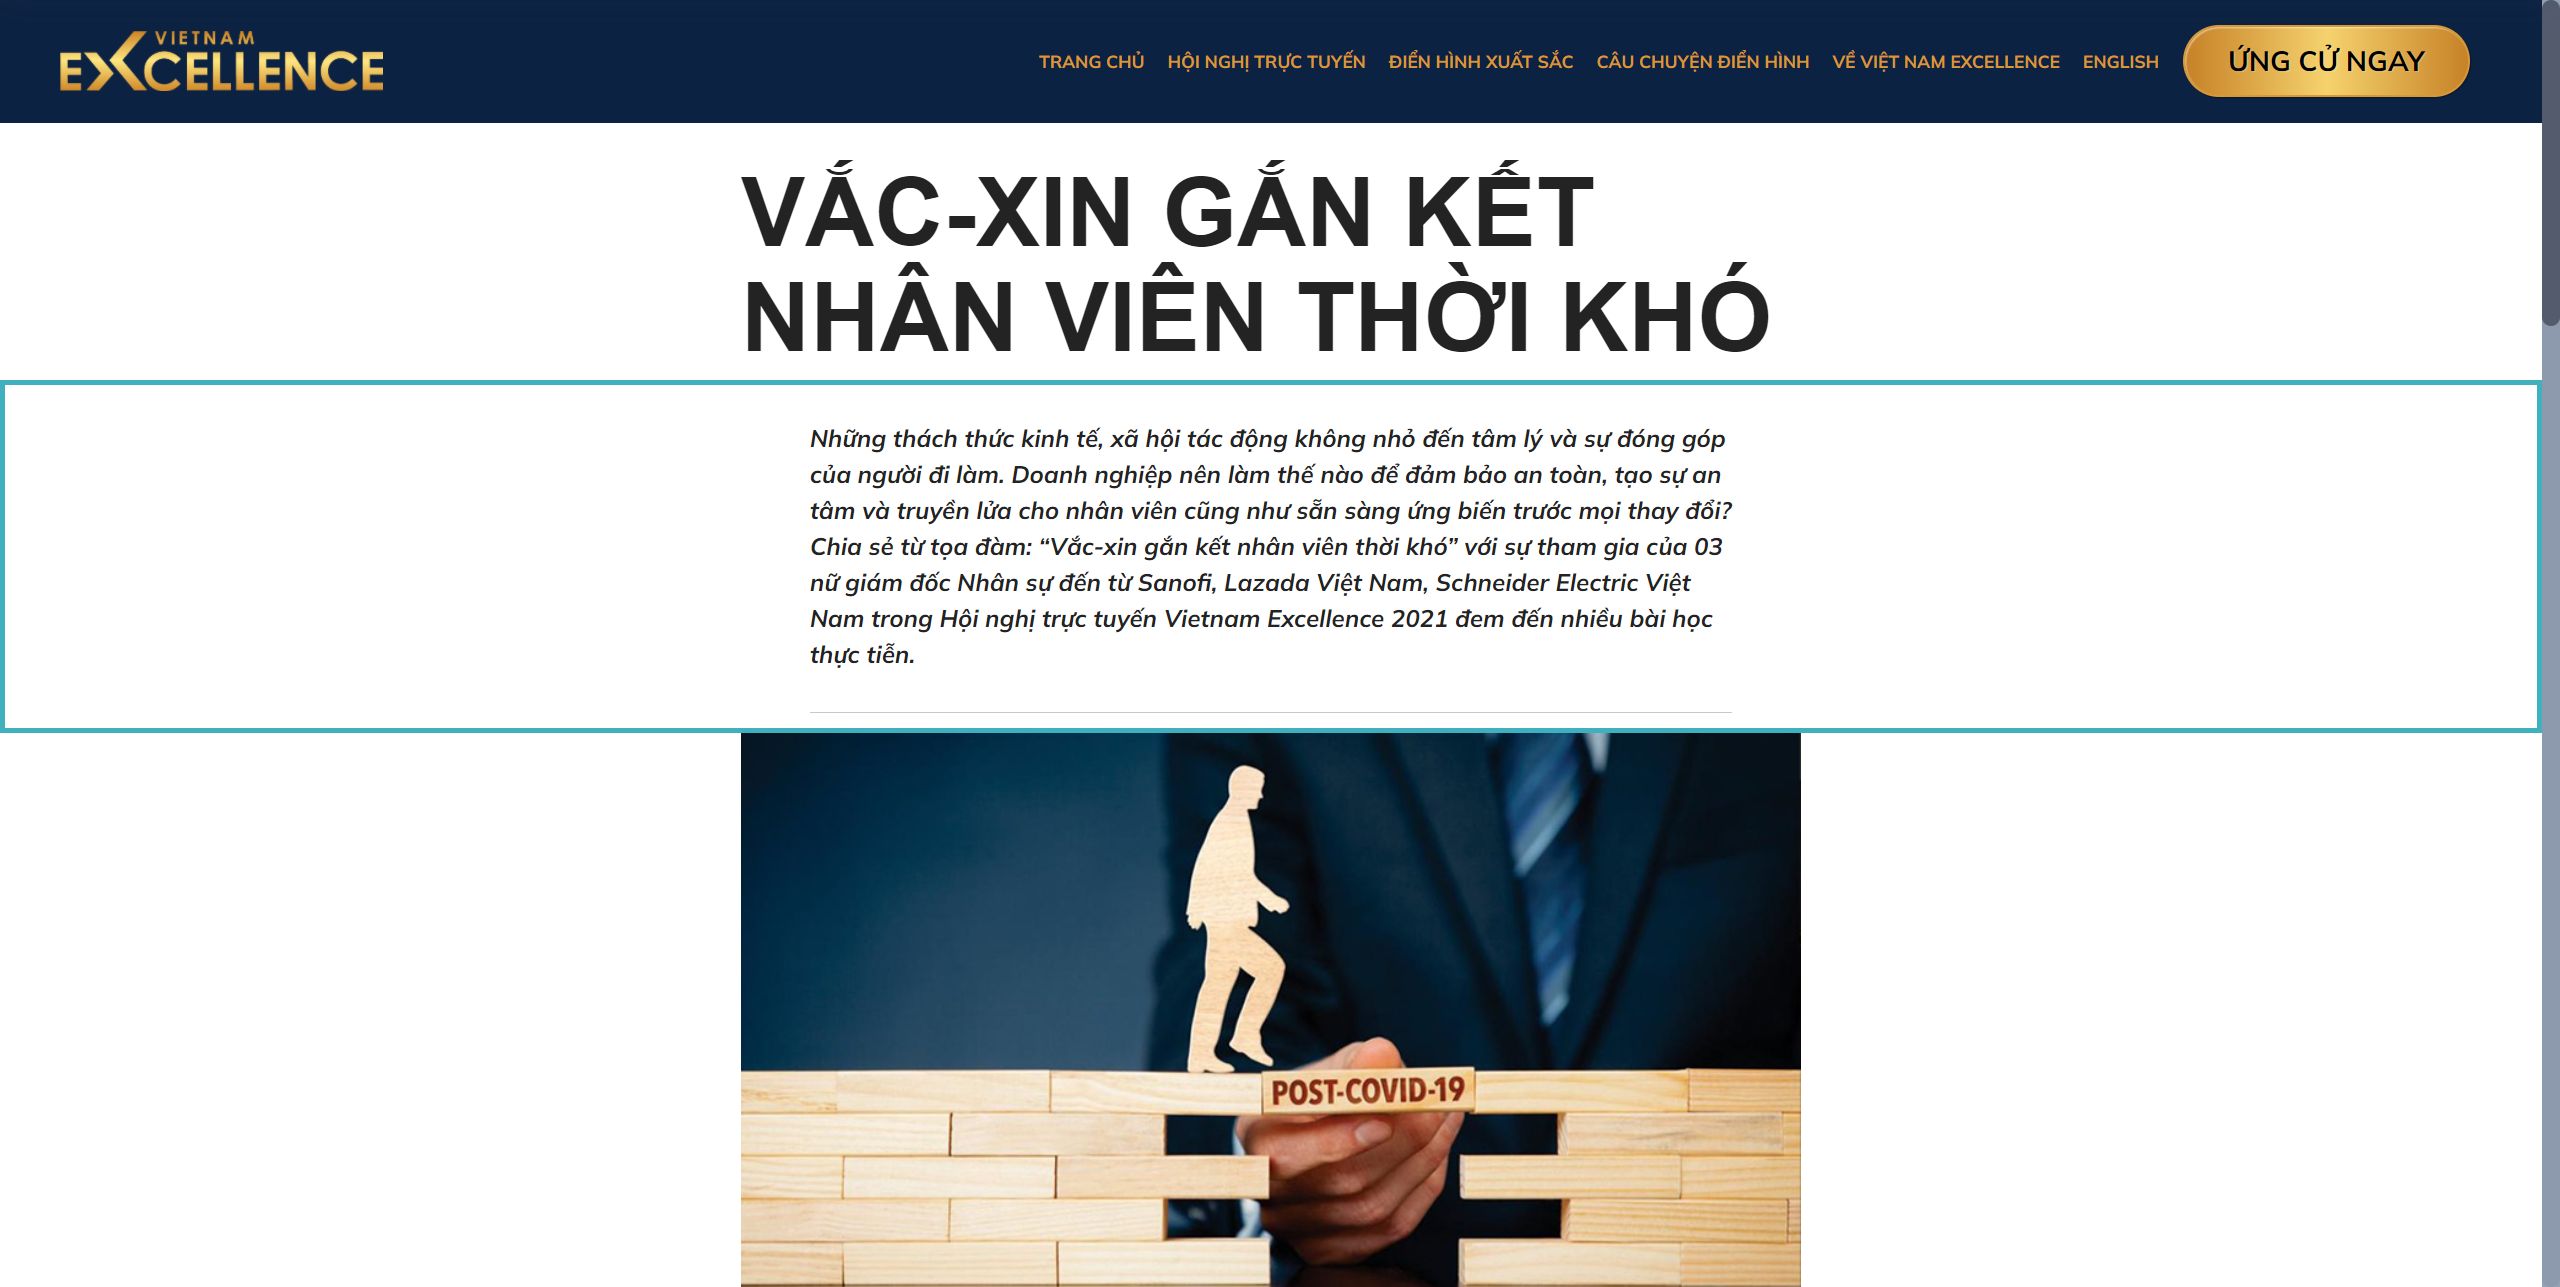 VIETNAM
EXCELLENCE
TRANG CHỦ HỘI NGHỊ TRỰC TUYẾN ĐIỂN HÌNH XUẤT SẮC CÂU CHUYỆN ĐIỂN HÌNH VỀ VIỆT NAM EXCELLENCE ENGLISH ỨNG CỬ NGAY
VẮC-XIN GẮN KẾT
NHÂN VIÊN THỜI KHÓ
Những thách thức kinh tế, xã hội tác động không nhỏ đến tâm lý và sự đóng góp
của người đi làm. Doanh nghiệp nên làm thế nào để đảm bảo an toàn, tạo sự an
tâm và truyền lửa cho nhân viên cũng như sẵn sàng ứng biến trước mọi thay đổi?
Chia sẻ từ tọa đàm: “Vắc-xin gắn kết nhân viên thời khó” với sự tham gia của 03
nữ giám đốc Nhân sự đến từ Sanofi, Lazada Việt Nam, Schneider Electric Việt
Nam trong Hội nghị trực tuyến Vietnam Excellence 2021 đem đến nhiều bài học
thực tiễn.
POST-COVID-19